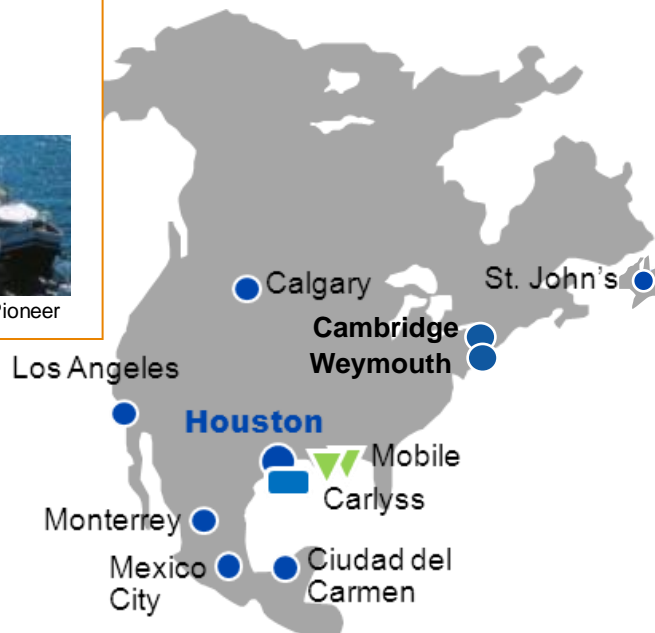 Pioneer
Calgary
St. John's
Cambridge
Weymouth
Los Angeles
Houston
Mobile
Carlyss
Monterrey
Mexico
City
Ciudad del
Carmen